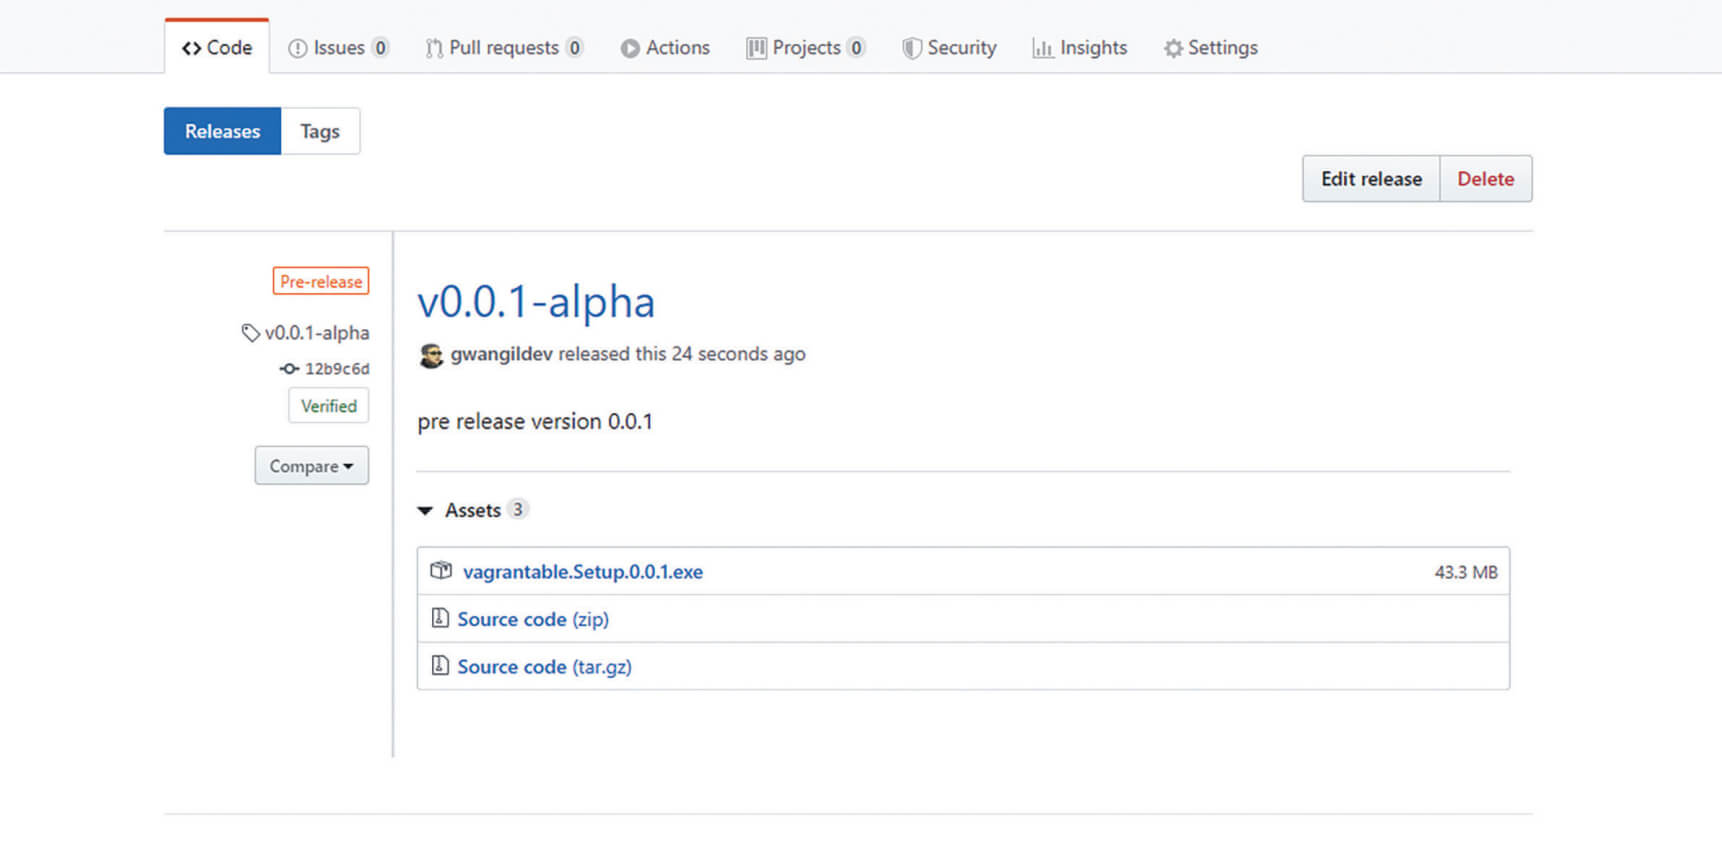 Code Issues 0 Pull requests 0 Actions Projects 0 Security Insights Settings
Releases Tags
Edit release Delete
Pre-release
v0.0.1-alpha
12b9c6d
Verified
Compare
v0.0.1-alpha
gwangildev released this 24 seconds ago
pre release version 0.0.1
Assets 3
vagrantable.Setup.0.0.1.exe 43.3 MB
Source code (zip)
Source code (tar.gz)